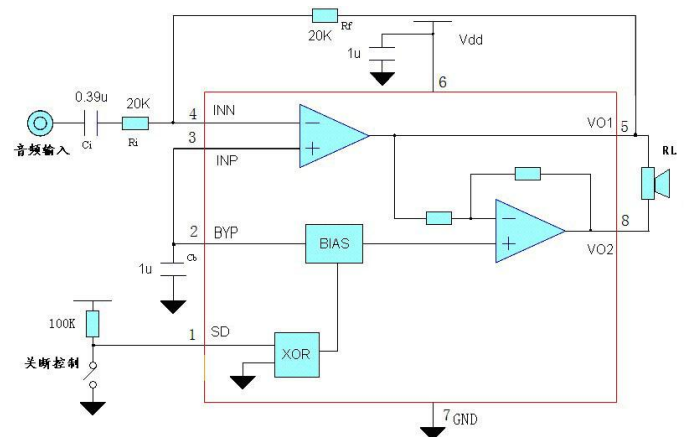 20K
Rf
Vdd
1u
6
0.39u
20K
4
INN
Ci
Ri
3
INP
音频输入
VO1
5
RL
2
BYP
BIAS
8
VO2
1u
Cb
100K
1
SD
XOR
关断控制
7 GND